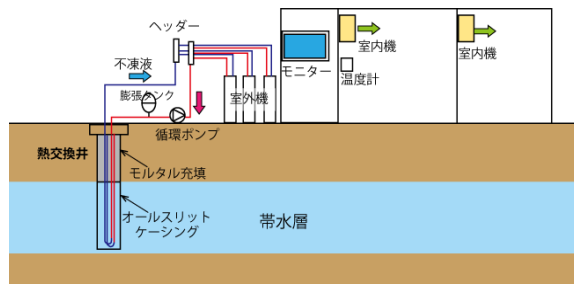 ヘッダー
不凍液
膨張タンク
室外機
循環ポンプ
モニター
室内機
温度計
室内機
熱交換井
モルタル充填
オールスリット
ケーシング
帯水層